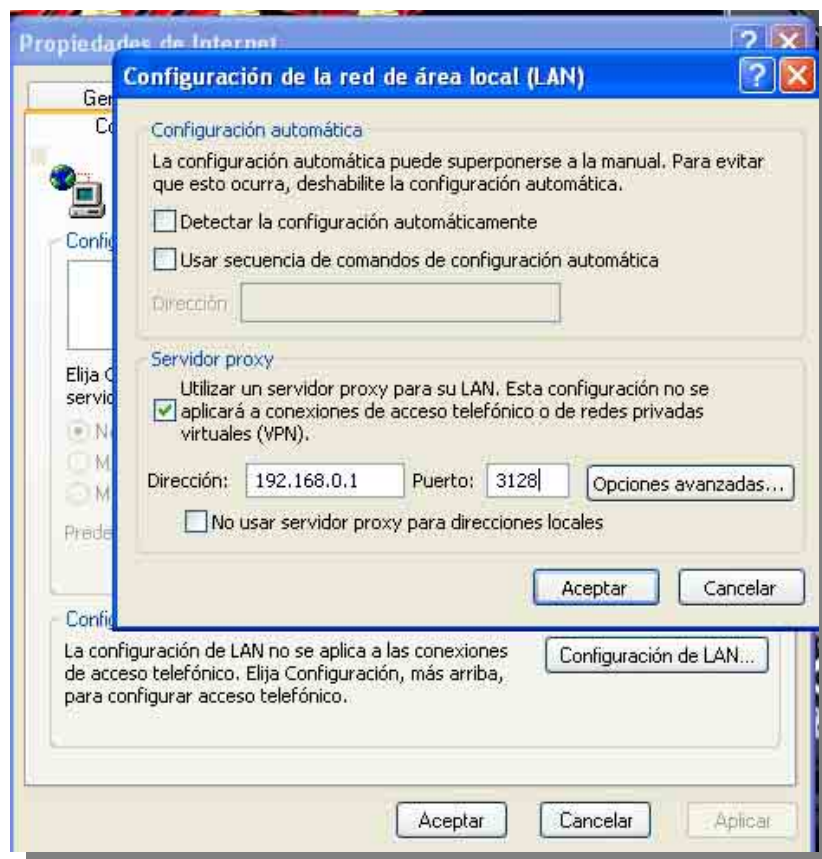 Propiedades de Internet
Configuración de la red de área local (LAN)
Configuración automática
La configuración automática puede superponerse a la manual. Para evitar
que esto ocurra, deshabilite la configuración automática.
Detectar la configuración automáticamente
Usar secuencia de comandos de configuración automática
Dirección
Servidor proxy
Utilizar un servidor proxy para su LAN. Esta configuración no se
aplicará a conexiones de acceso telefónico o de redes privadas
virtuales (VPN).
Dirección: 192.168.0.1 Puerto: 3128 Opciones avanzadas...
No usar servidor proxy para direcciones locales
Aceptar Cancelar
Ger
Co
Config
Elija C
servic
N
M
M
Prede
Config
La configuración de LAN no se aplica a las conexiones
de acceso telefónico. Elija Configuración, más arriba,
para configurar acceso telefónico.
Configuración de LAN...
Aceptar Cancelar Aplicar